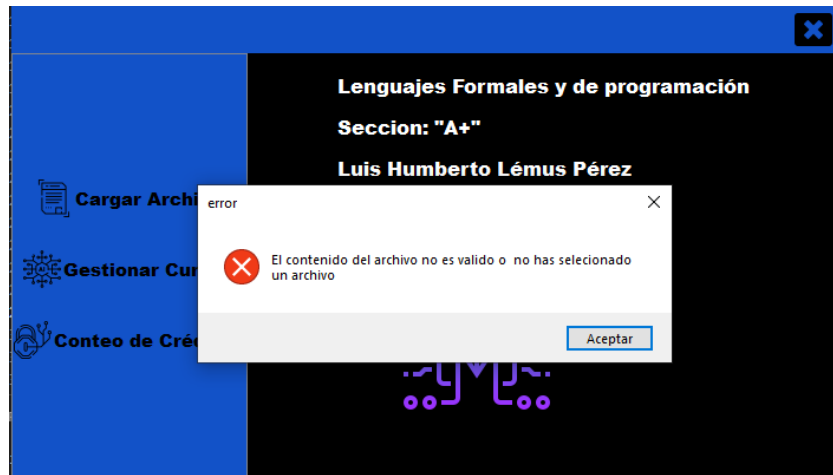 Lenguajes Formales y de programación
Seccion: "A+"
Luis Humberto Lémus Pérez
Cargar Archi
error
El contenido del archivo no es valido o  no has selecionado
un archivo
Gestionar Cur
Aceptar
Conteo de Cré